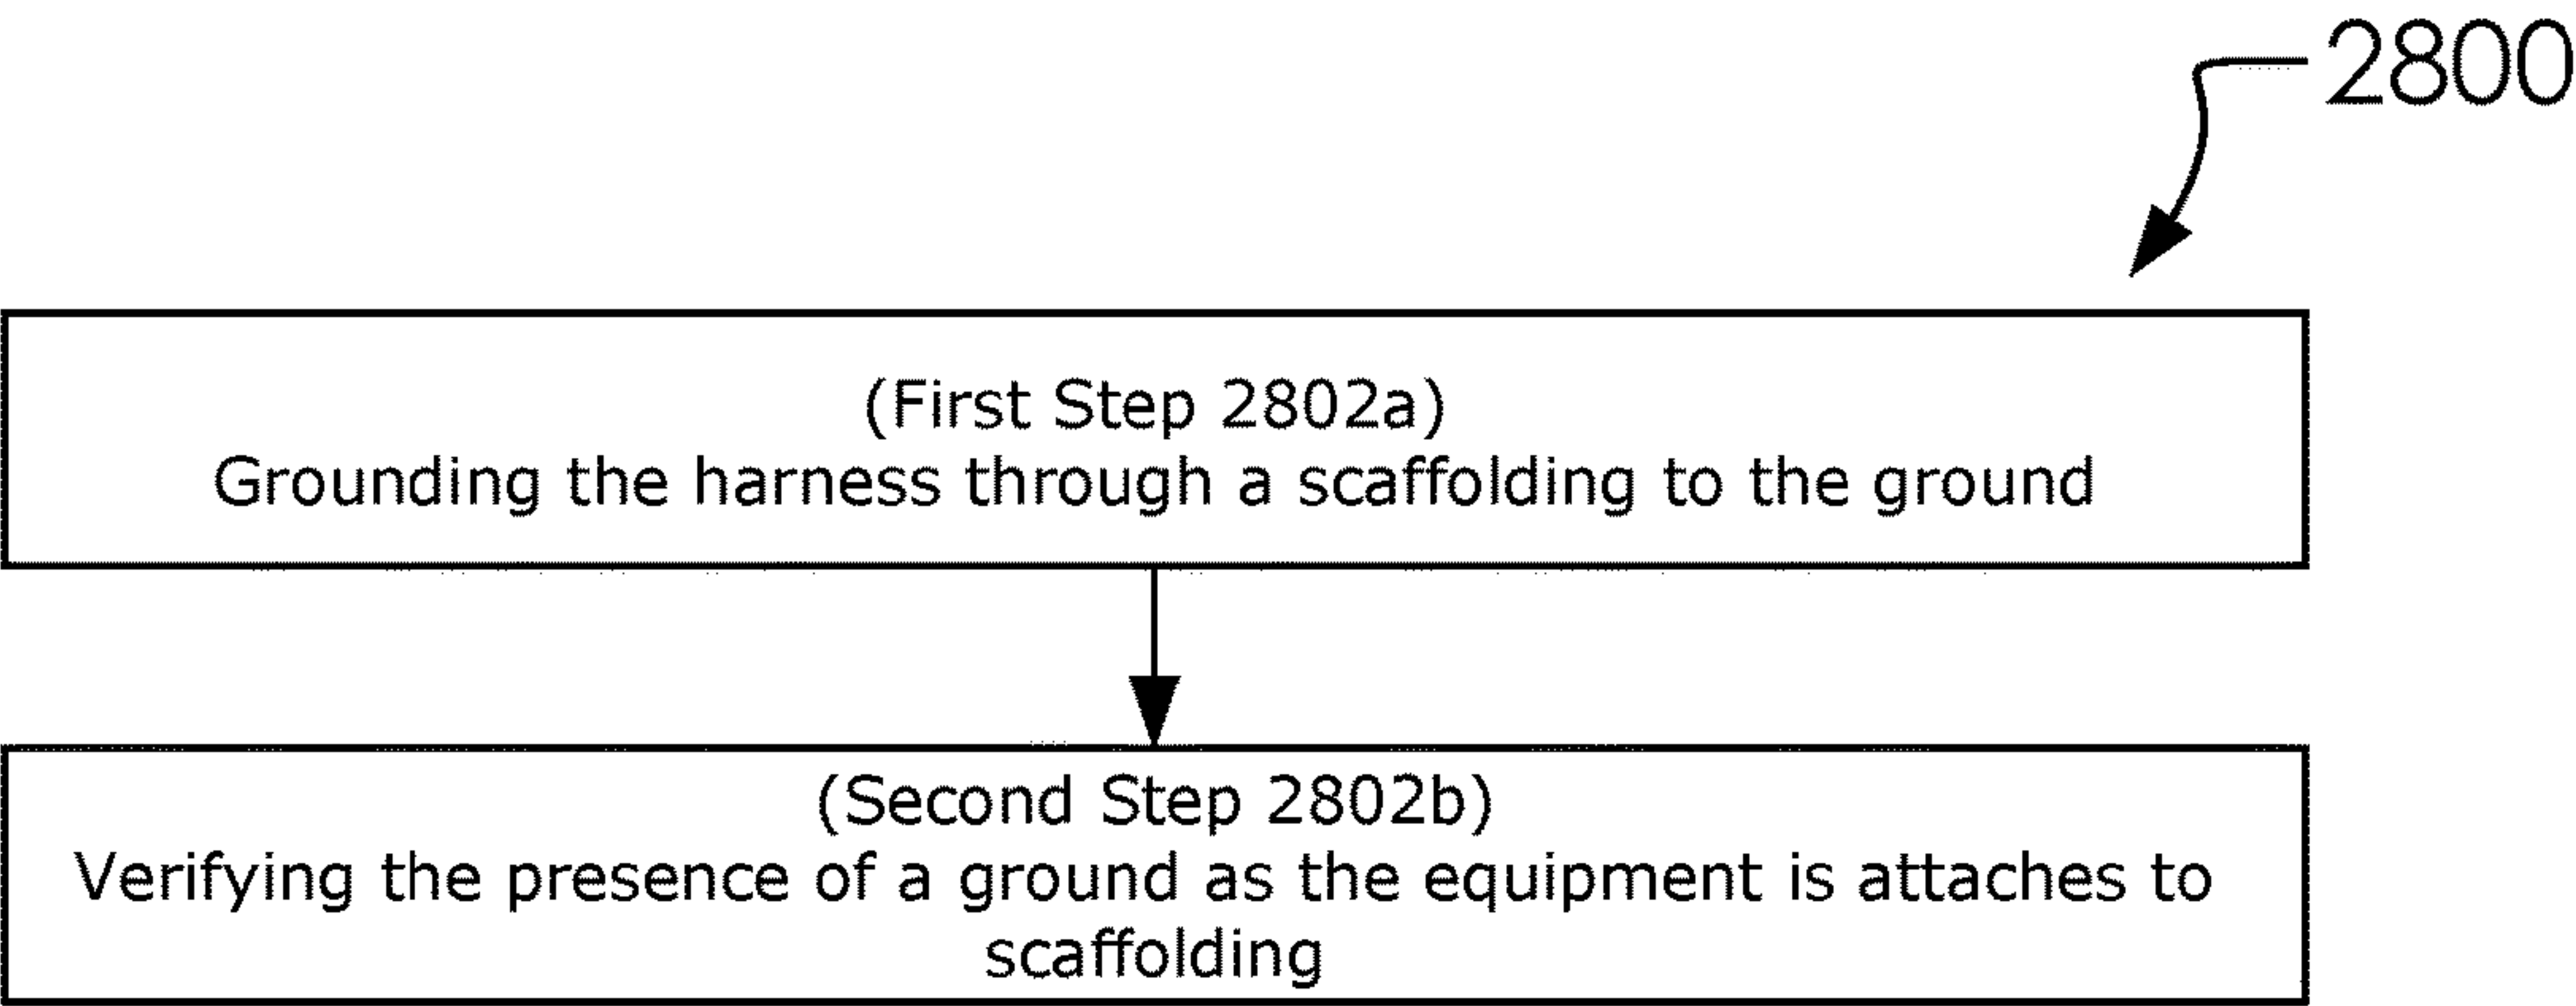 2800
(First Step 2802a)
Grounding the harness through a scaffolding to the ground
(Second Step 2802b)
Verifying the presence of a ground as the equipment is attaches to
scaffolding